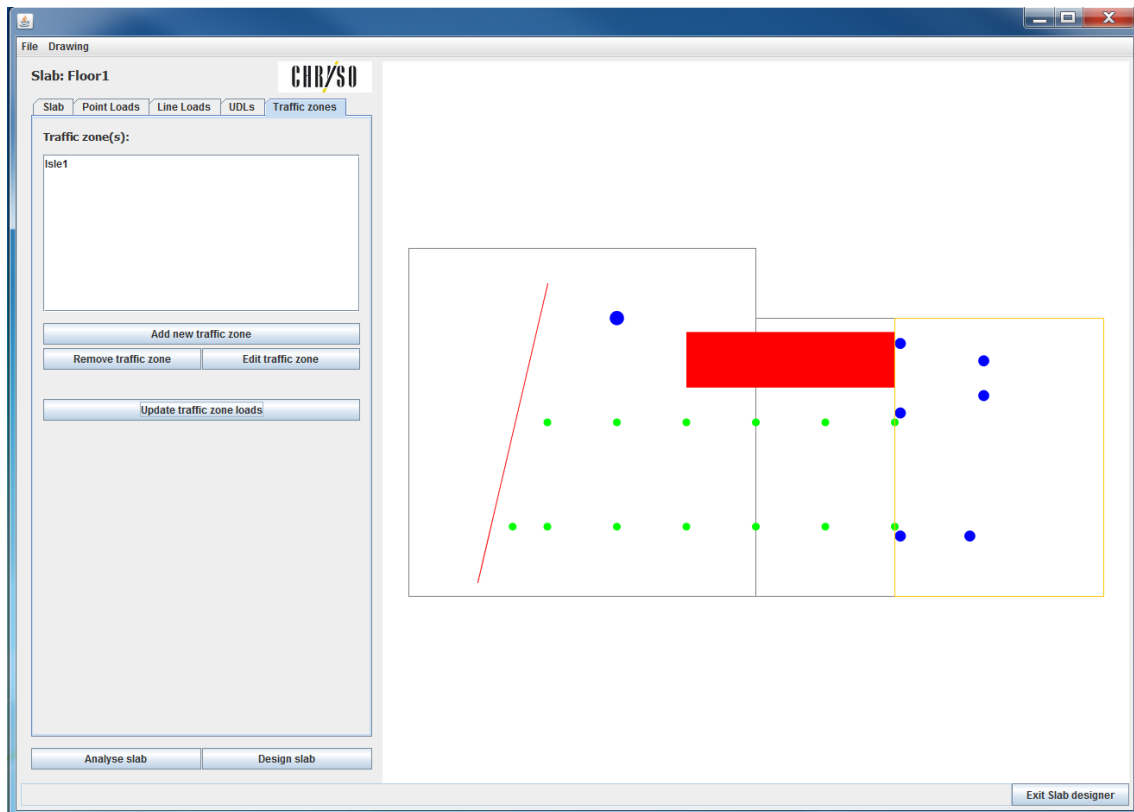 File Drawing
Slab: Floor1
CHRYSO
Slab Point Loads Line Loads UDLs Traffic zones
Traffic zone(s):
Isle1
Add new traffic zone
Remove traffic zone Edit traffic zone
Update traffic zone loads
Analyse slab Design slab
Exit Slab designer